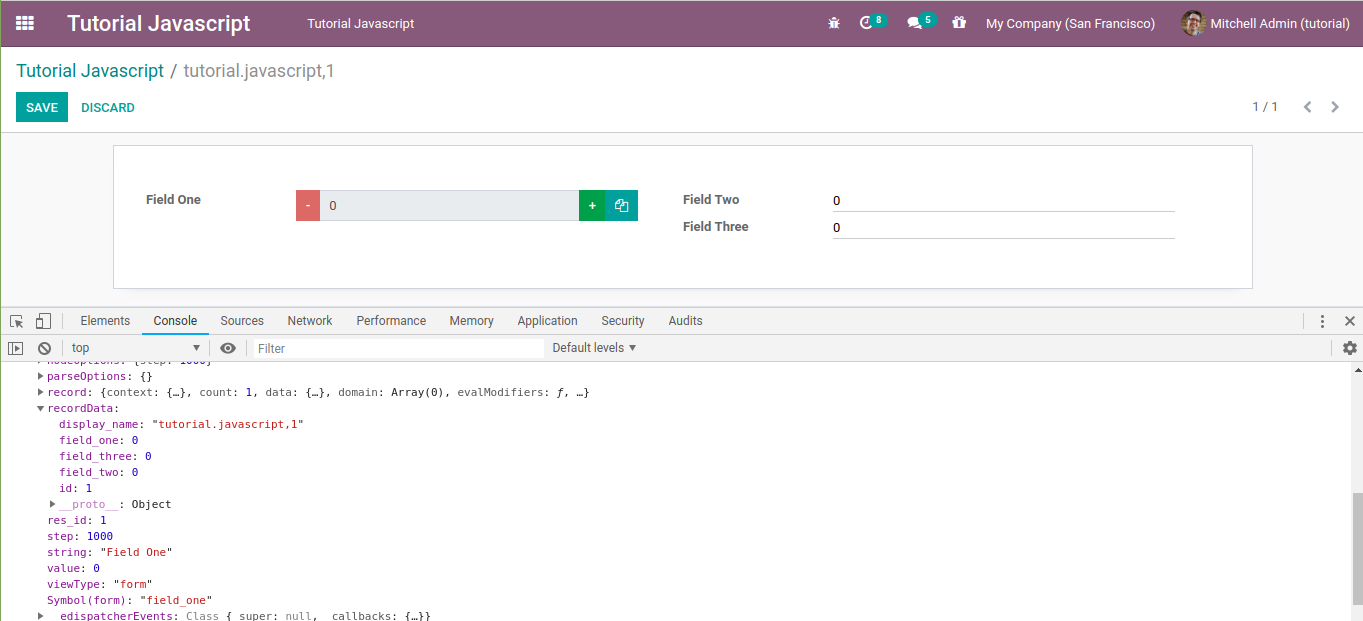 Tutorial Javascript Tutorial Javascript 8 5 My Company (San Francisco) Mitchell Admin (tutorial)
Tutorial Javascript / tutorial.javascript,1
SAVE DISCARD 1 / 1
Field One - 0 + Field Two 0
Field Three 0
Elements Console Sources Network Performance Memory Application Security Audits
top Filter Default levels
nodeOptions: {step: 1000}
parseOptions: {}
record: {context: {…}, count: 1, data: {…}, domain: Array(0), evalModifiers: ƒ, …}
recordData:
display_name: "tutorial.javascript,1"
field_one: 0
field_three: 0
field_two: 0
id: 1
__proto__: Object
res_id: 1
step: 1000
string: "Field One"
value: 0
viewType: "form"
Symbol(form): "field_one"
edispatcherEvents: Class { super: null, callbacks: {…}}